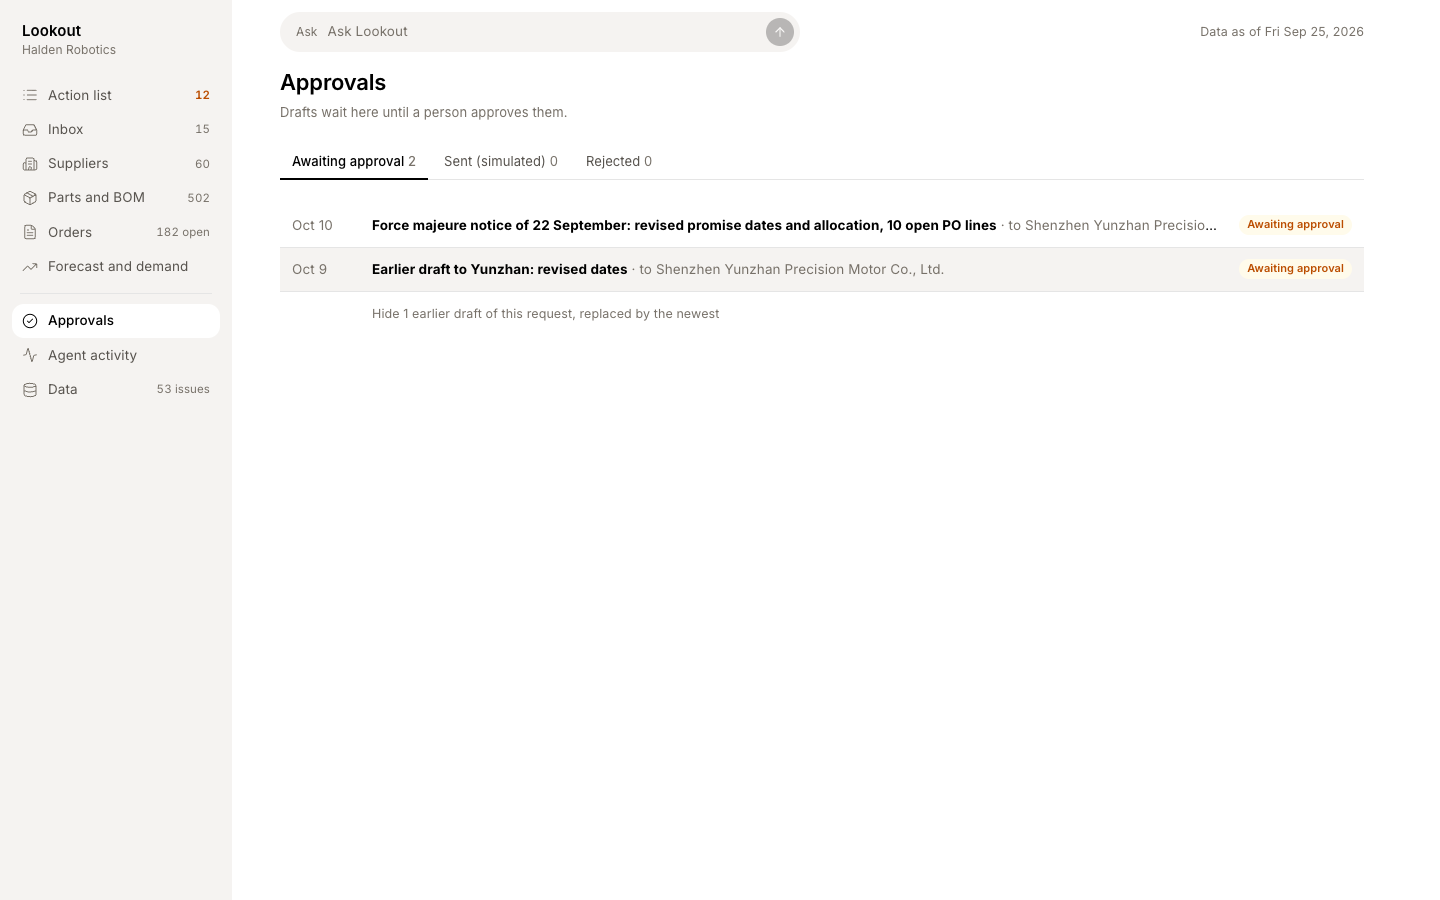 Lookout
Halden Robotics
Action list 12
Inbox 15
Suppliers 60
Parts and BOM 502
Orders 182 open
Forecast and demand
Approvals
Agent activity
Data 53 issues
Ask Ask Lookout
Data as of Fri Sep 25, 2026
Approvals
Drafts wait here until a person approves them.
Awaiting approval 2 Sent (simulated) 0 Rejected 0
Oct 10 Force majeure notice of 22 September: revised promise dates and allocation, 10 open PO lines · to Shenzhen Yunzhan Precisio... Awaiting approval
Oct 9 Earlier draft to Yunzhan: revised dates · to Shenzhen Yunzhan Precision Motor Co., Ltd. Awaiting approval
Hide 1 earlier draft of this request, replaced by the newest